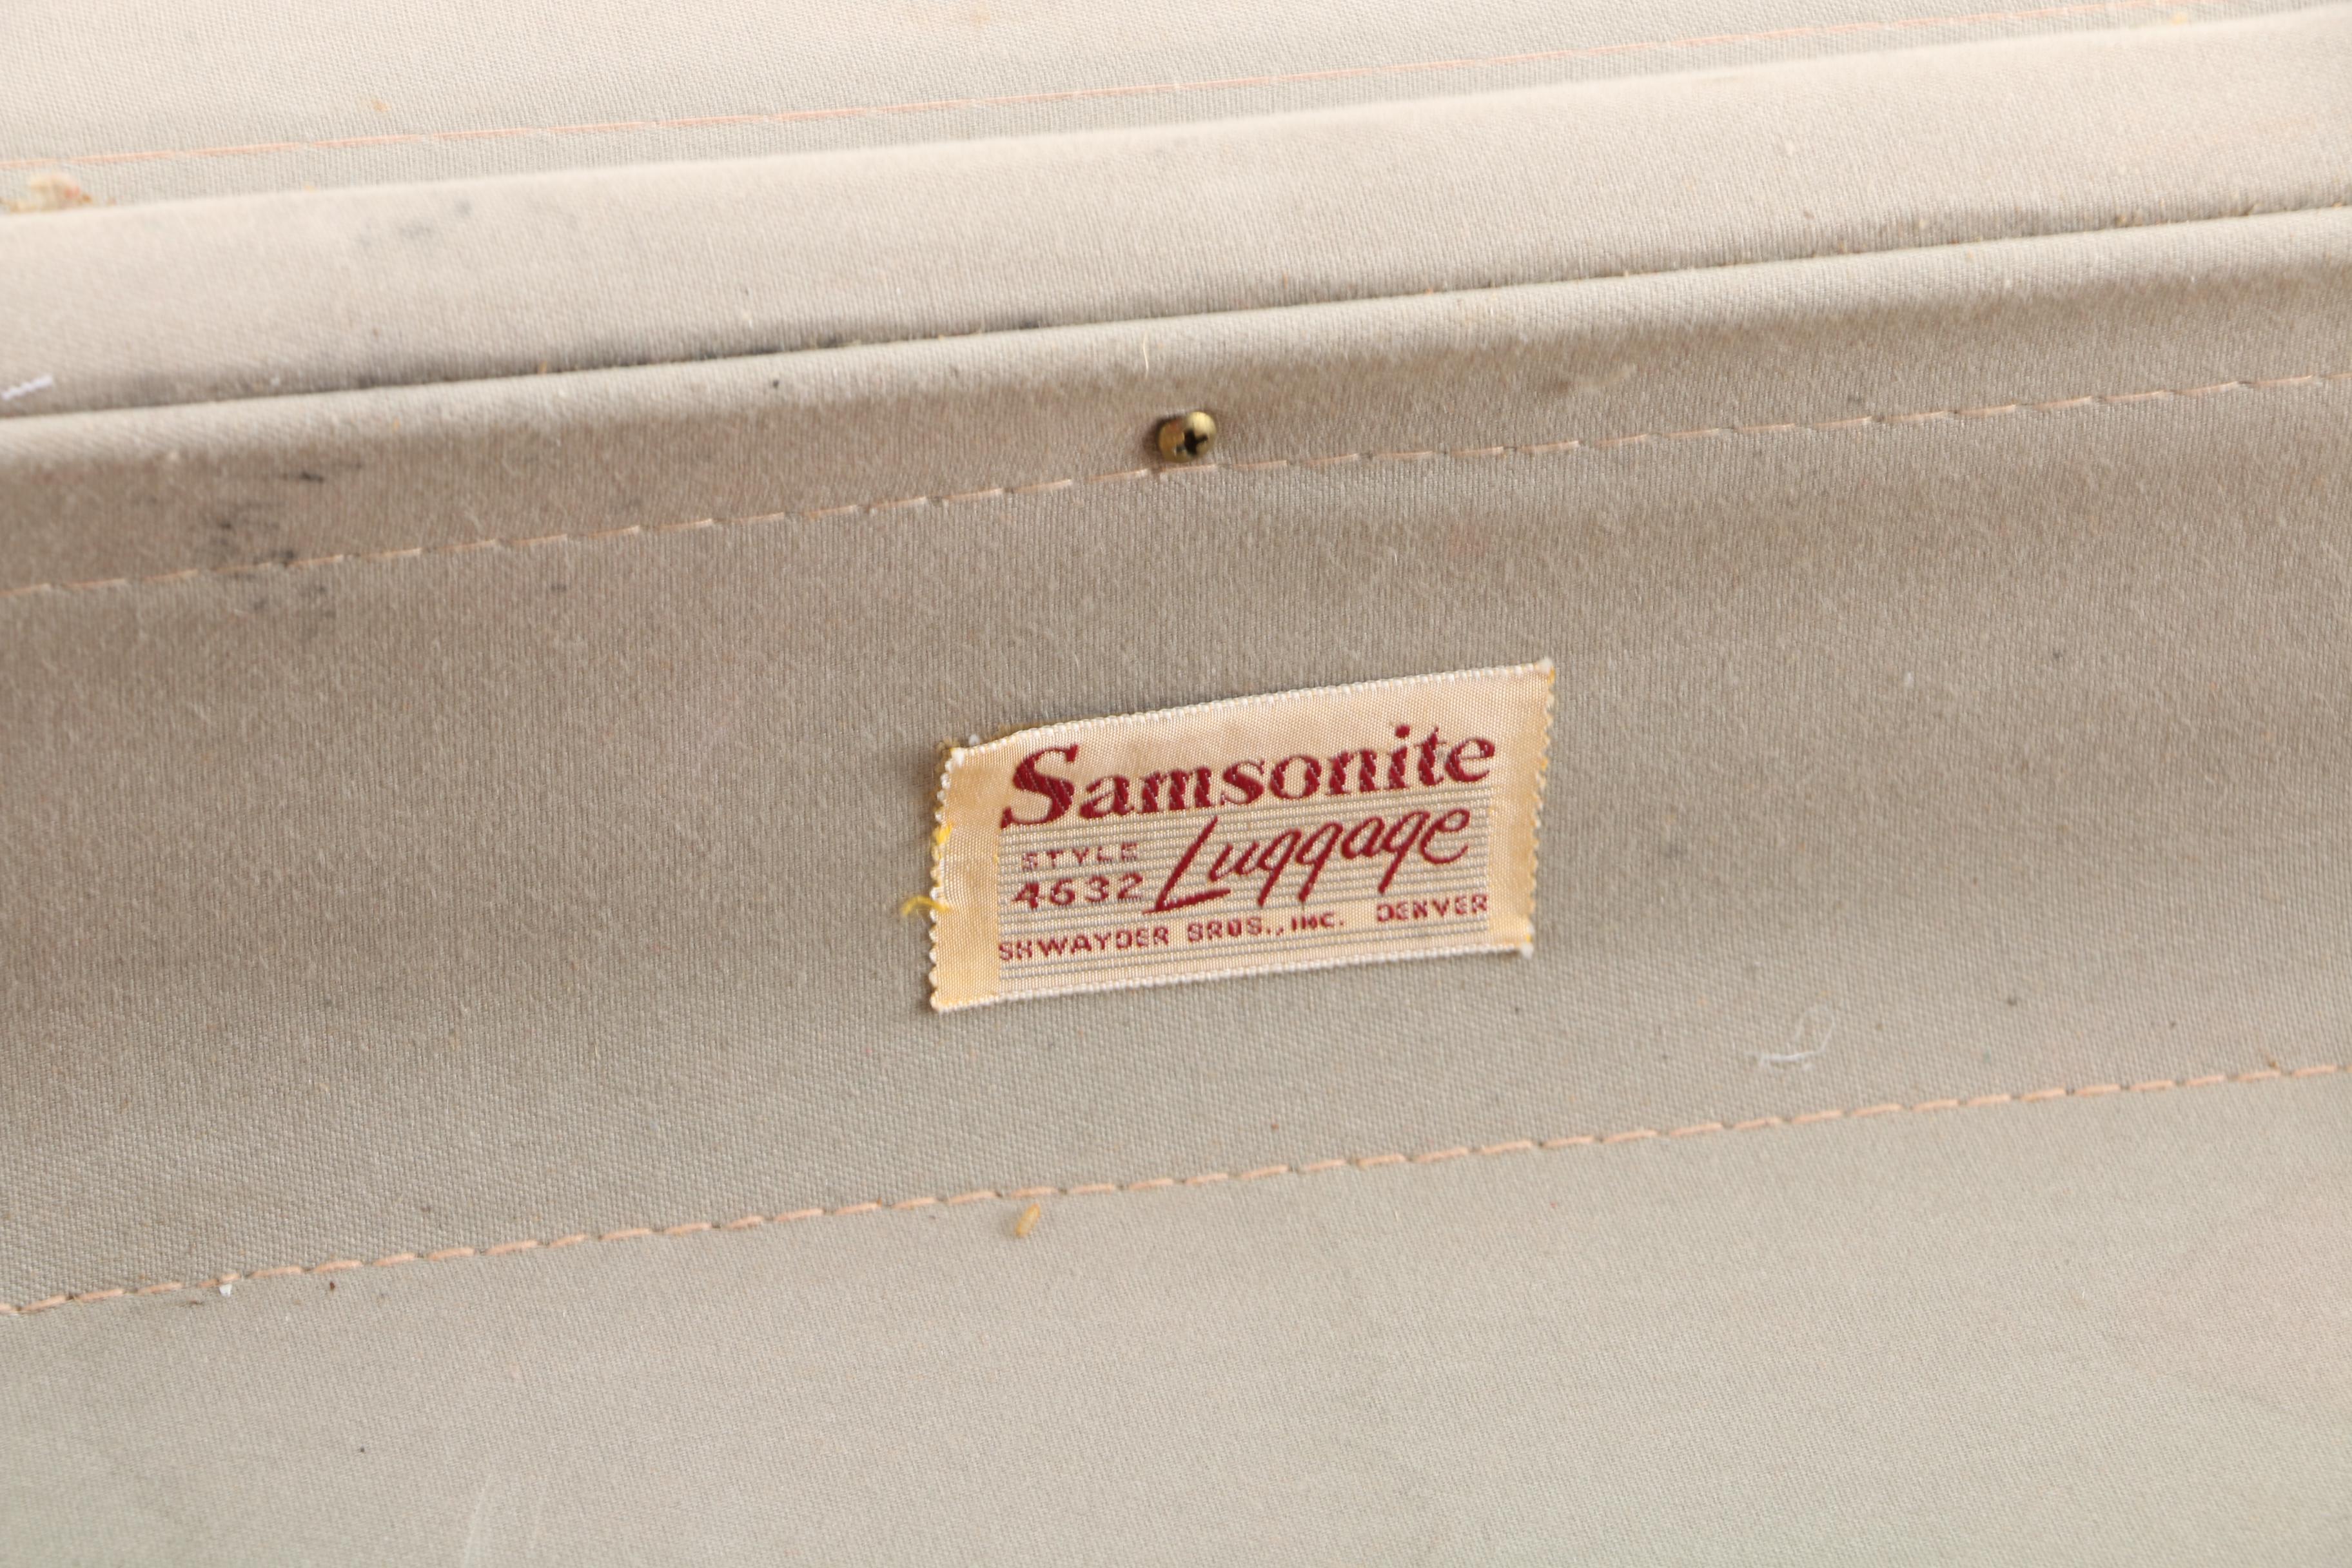 Samsonite
STYLE Luggage
4632
SHWAYDER BROS., INC. DENVER